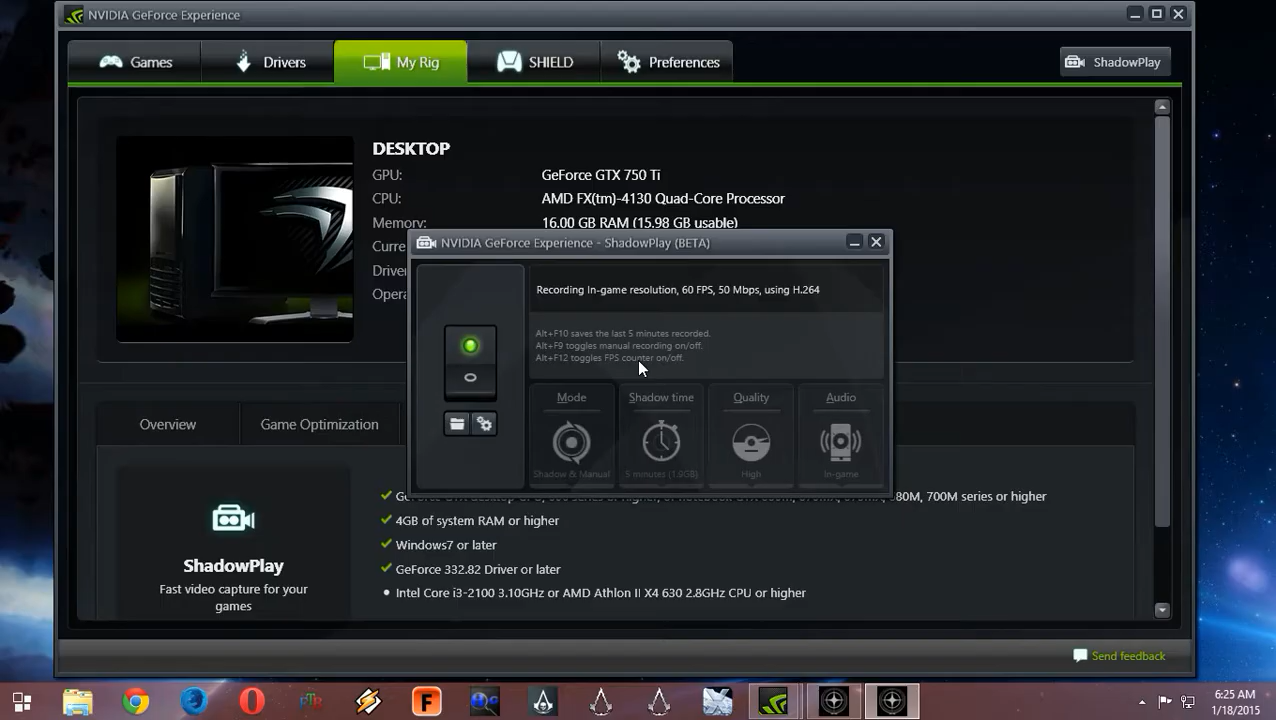 NVIDIA GeForce Experience
Games
Drivers
My Rig
SHIELD
Preferences
ShadowPlay
DESKTOP
GPU: GeForce GTX 750 Ti
CPU: AMD FX(tm)-4130 Quad-Core Processor
Memory: 16.00 GB RAM (15.98 GB usable)
Curre
Drive
Opera
NVIDIA GeForce Experience - ShadowPlay (BETA)
Recording In-game resolution, 60 FPS, 50 Mbps, using H.264
Alt+F10 saves the last 5 minutes recorded.
Alt+F9 toggles manual recording on/off.
Alt+F12 toggles FPS counter on/off.
Mode
Shadow time
Quality
Audio
Shadow & Manual
5 minutes (1.9GB)
High
In-game
Overview
Game Optimization
ShadowPlay
Fast video capture for your
games
80M, 700M series or higher
4GB of system RAM or higher
Windows7 or later
GeForce 332.82 Driver or later
Intel Core i3-2100 3.10GHz or AMD Athlon II X4 630 2.8GHz CPU or higher
Send feedback
6:25 AM
1/18/2015